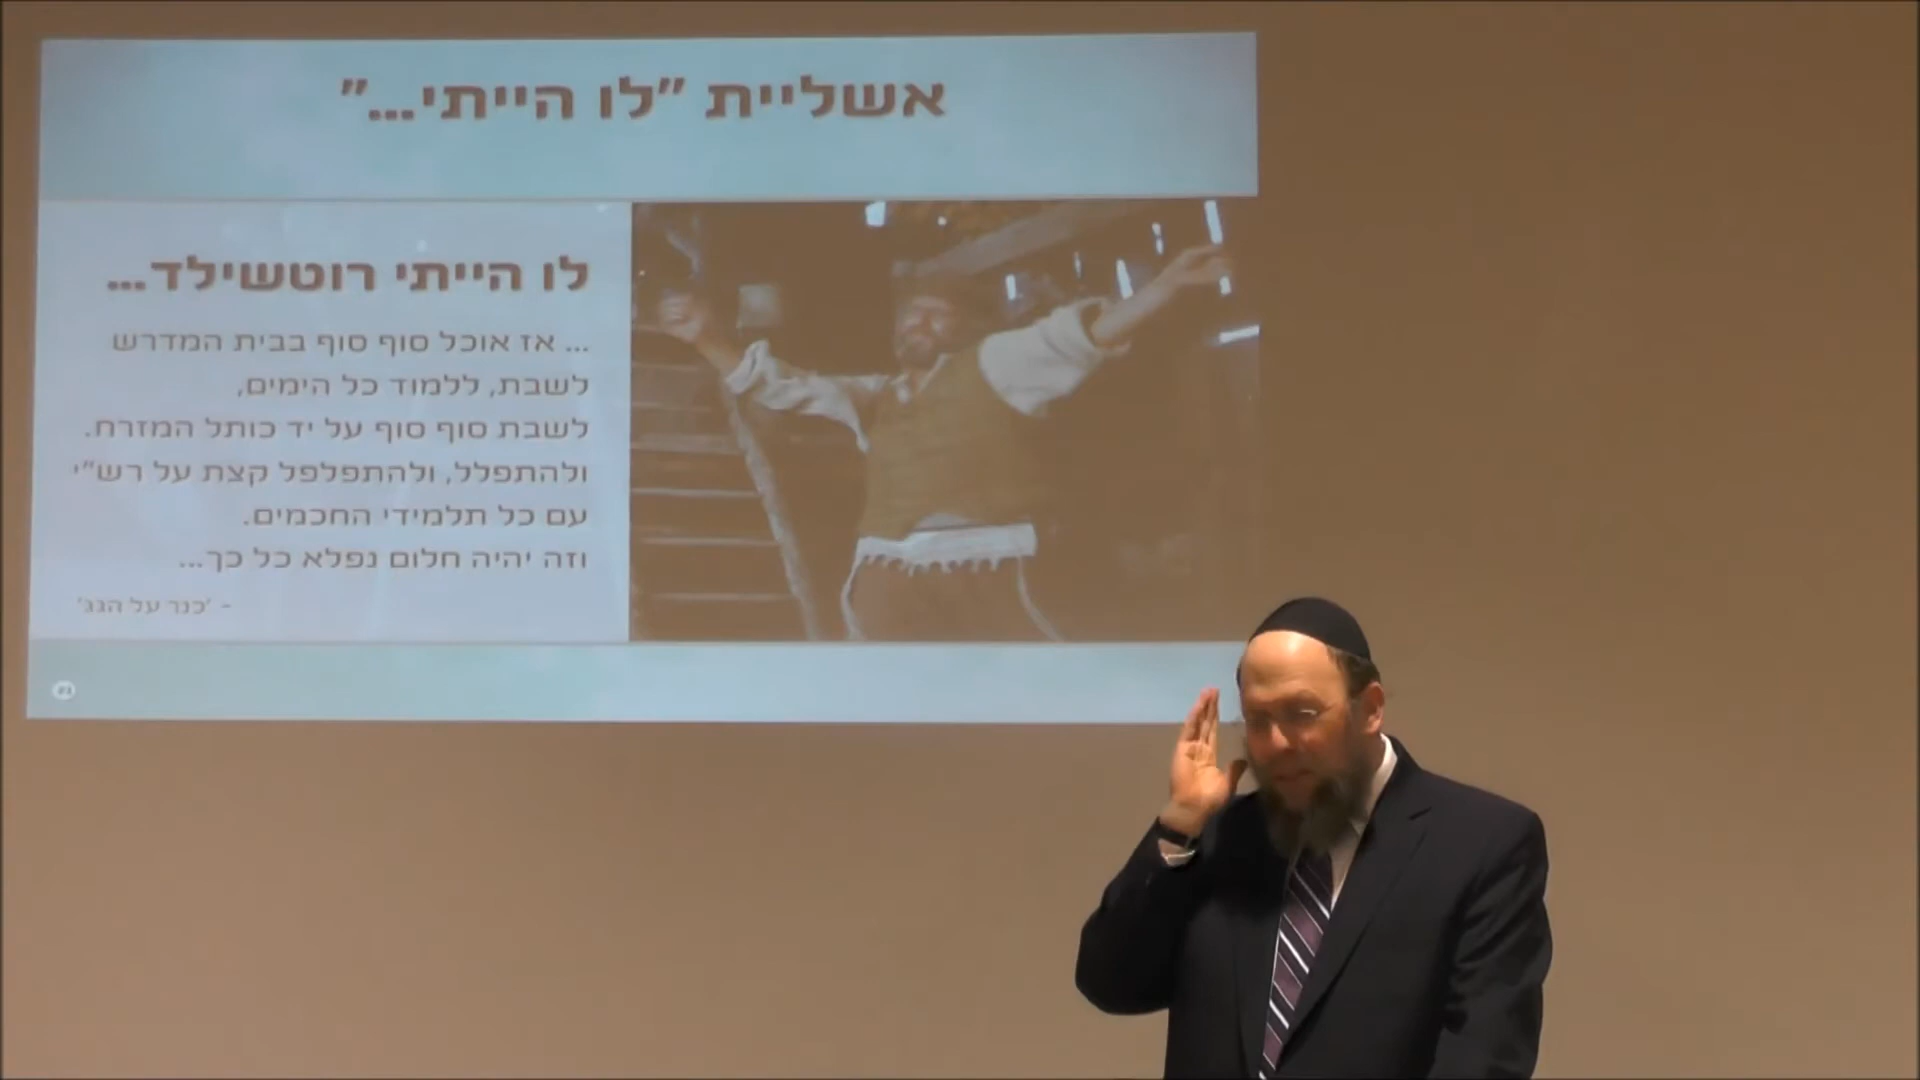 אשליית "לו הייתי..."
לו הייתי רוטשילד...
... אז אוכל סוף סוף בבית המדרש
לשבת, ללמוד כל הימים,
לשבת סוף סוף על יד כותל המזרח.
ולהתפלל, ולהתפלפל קצת על רש"י
עם כל תלמידי החכמים.
וזה יהיה חלום נפלא כל כך...
- 'כנר על הגג'